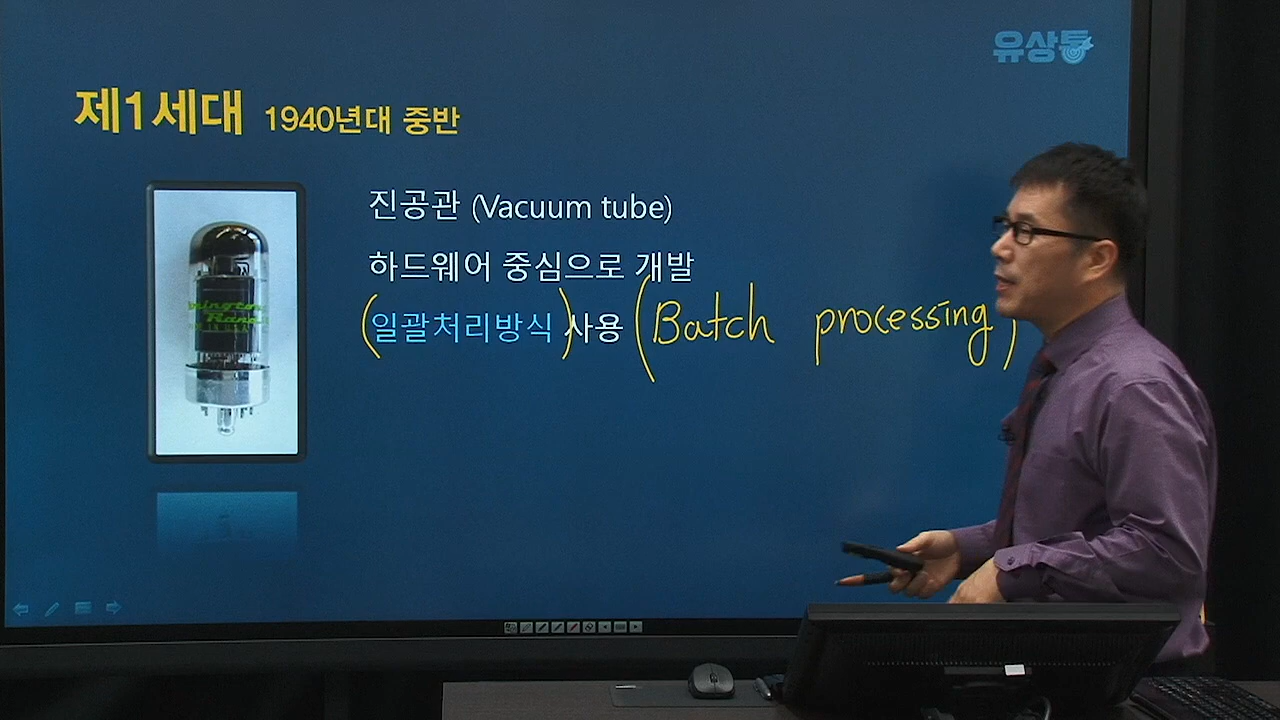 유상통
제1세대 1940년대 중반
진공관 (Vacuum tube)
하드웨어 중심으로 개발
(일괄처리방식) 사용 (Batch processing)